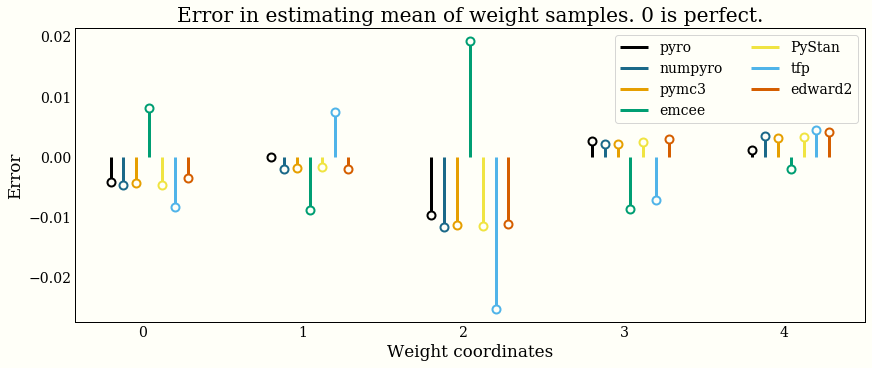 Error in estimating mean of weight samples. 0 is perfect.
0.02
0.01
0.00
−0.01
−0.02
Error
pyro
numpyro
pymc3
emcee
PyStan
tfp
edward2
0 1 2 3 4
Weight coordinates